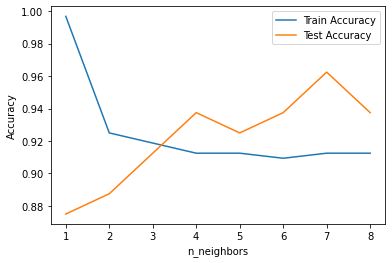 1.00
0.98
0.96
0.94
0.92
0.90
0.88
Accuracy
Train Accuracy
Test Accuracy
1 2 3 4 5 6 7 8
n_neighbors